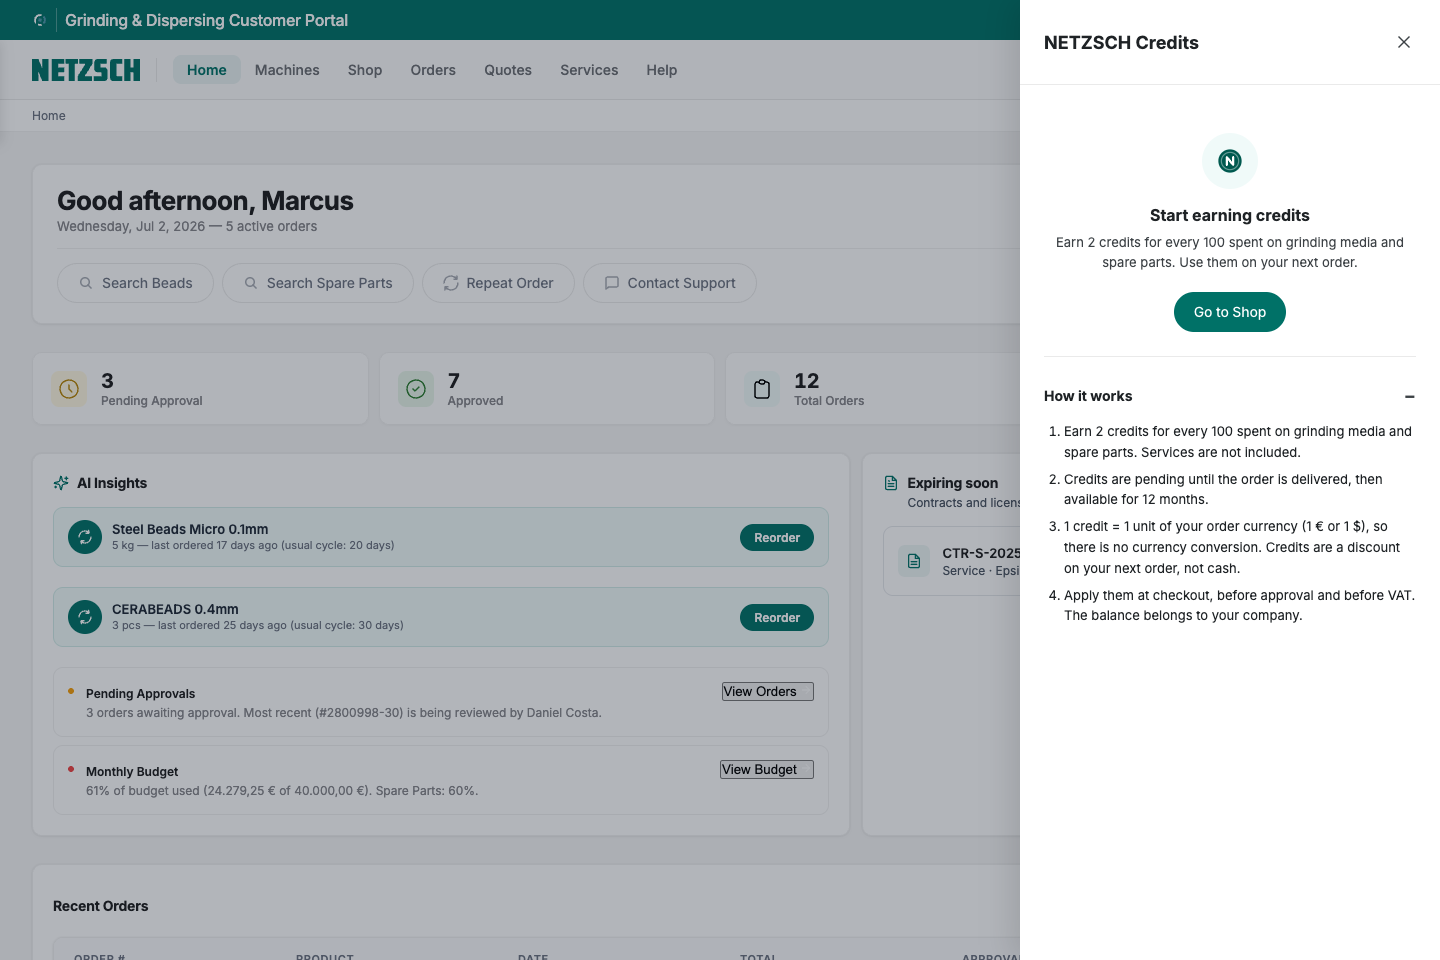 Grinding & Dispersing Customer Portal
NETZSCH
Home
Machines
Shop
Orders
Quotes
Services
Help
Home
Good afternoon, Marcus
Wednesday, Jul 2, 2026 — 5 active orders
Search Beads
Search Spare Parts
Repeat Order
Contact Support
3
Pending Approval
7
Approved
12
Total Orders
AI Insights
Steel Beads Micro 0.1mm
5 kg — last ordered 17 days ago (usual cycle: 20 days)
Reorder
CERABEADS 0.4mm
3 pcs — last ordered 25 days ago (usual cycle: 30 days)
Reorder
Pending Approvals
3 orders awaiting approval. Most recent (#2800998-30) is being reviewed by Daniel Costa.
View Orders
Monthly Budget
61% of budget used (24.279,25 € of 40.000,00 €). Spare Parts: 60%.
View Budget
Expiring soon
Contracts and licens
CTR-S-2025
Service · Epsi
Recent Orders
ORDER #
PRODUCT
DATE
TOTAL
APPROVAL
NETZSCH Credits
N
Start earning credits
Earn 2 credits for every 100 spent on grinding media and
spare parts. Use them on your next order.
Go to Shop
How it works
1. Earn 2 credits for every 100 spent on grinding media and
spare parts. Services are not included.
2. Credits are pending until the order is delivered, then
available for 12 months.
3. 1 credit = 1 unit of your order currency (1 € or 1 $), so
there is no currency conversion. Credits are a discount
on your next order, not cash.
4. Apply them at checkout, before approval and before VAT.
The balance belongs to your company.